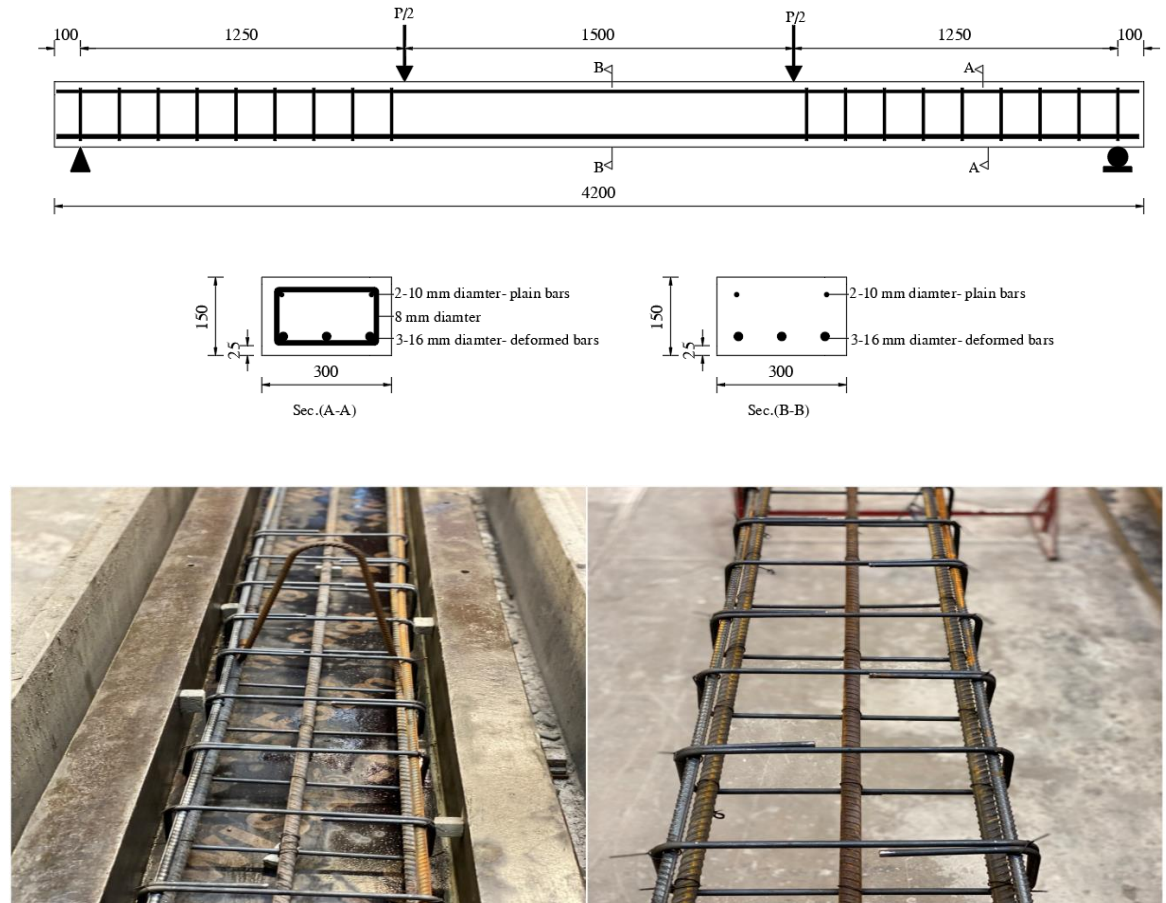 P/2
P/2
100
1250
1500
1250
100
B
A
B
A
4200
150
25
2-10 mm diamter- plain bars
8 mm diamter
3-16 mm diamter- deformed bars
300
Sec.(A-A)
150
25
2-10 mm diamter- plain bars
3-16 mm diamter- deformed bars
300
Sec.(B-B)